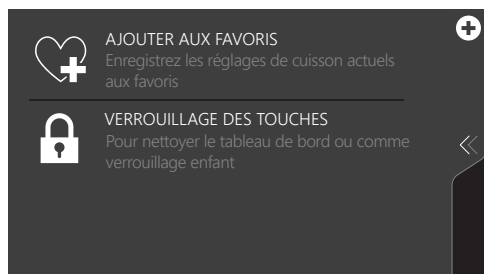 AJOUTER AUX FAVORIS
Enregistrez les réglages de cuisson actuels
aux favoris
VERROUILLAGE DES TOUCHES
Pour nettoyer le tableau de bord ou comme
verrouillage enfant